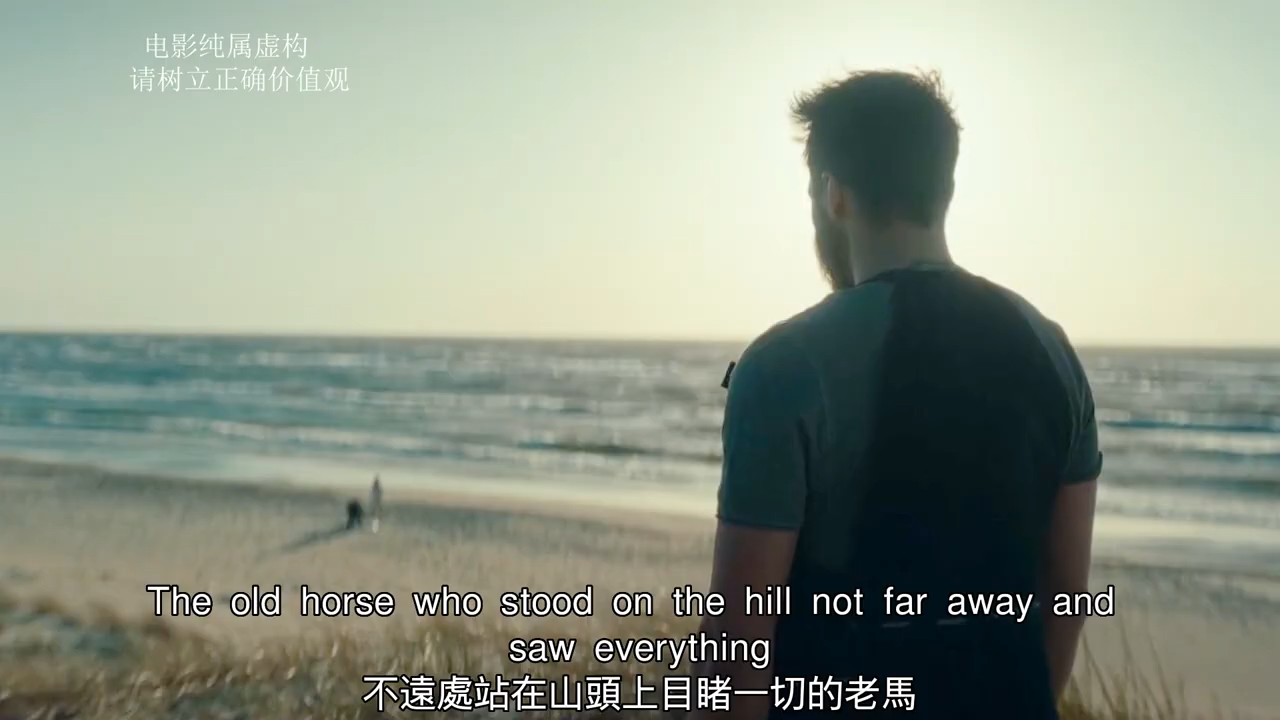 电影纯属虚构
请树立正确价值观
The old horse who stood on the hill not far away and
saw everything
不遠處站在山頭上目睹一切的老馬